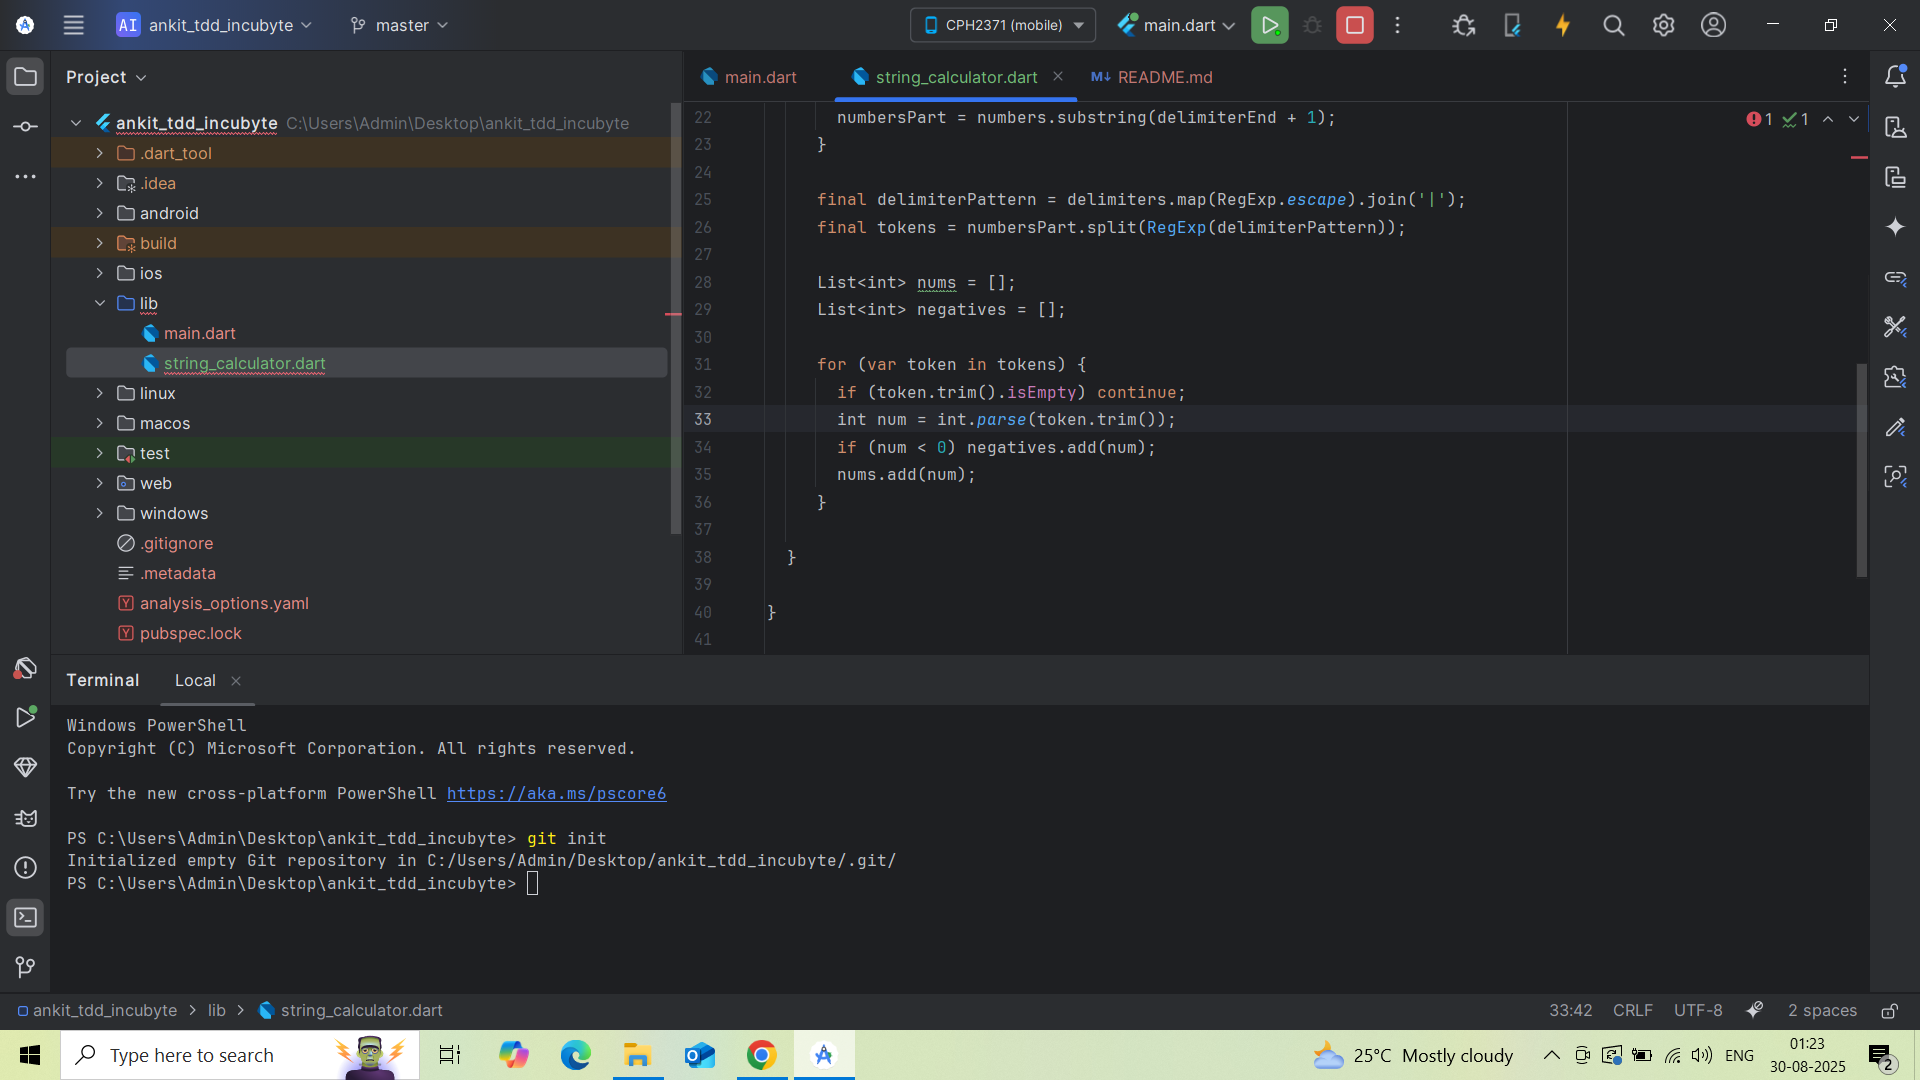 AI ankit_tdd_incubyte master CPH2371 (mobile) main.dart
Project
main.dart string_calculator.dart M↓ README.md
ankit_tdd_incubyte C:\Users\Admin\Desktop\ankit_tdd_incubyte
.dart_tool
.idea
android
build
ios
lib
main.dart
string_calculator.dart
linux
macos
test
web
windows
.gitignore
.metadata
analysis_options.yaml
pubspec.lock
1 1
22 numbersPart = numbers.substring(delimiterEnd + 1);
23 }
24
25 final delimiterPattern = delimiters.map(RegExp.escape).join('|');
26 final tokens = numbersPart.split(RegExp(delimiterPattern));
27
28 List<int> nums = [];
29 List<int> negatives = [];
30
31 for (var token in tokens) {
32 if (token.trim().isEmpty) continue;
33 int num = int.parse(token.trim());
34 if (num < 0) negatives.add(num);
35 nums.add(num);
36 }
37
38 }
39
40 }
41
Terminal Local
Windows PowerShell
Copyright (C) Microsoft Corporation. All rights reserved.
Try the new cross-platform PowerShell https://aka.ms/pscore6
PS C:\Users\Admin\Desktop\ankit_tdd_incubyte> git init
Initialized empty Git repository in C:/Users/Admin/Desktop/ankit_tdd_incubyte/.git/
PS C:\Users\Admin\Desktop\ankit_tdd_incubyte>
ankit_tdd_incubyte > lib > string_calculator.dart 33:42 CRLF UTF-8 2 spaces
Type here to search 25°C Mostly cloudy ENG
01:23
30-08-2025
2